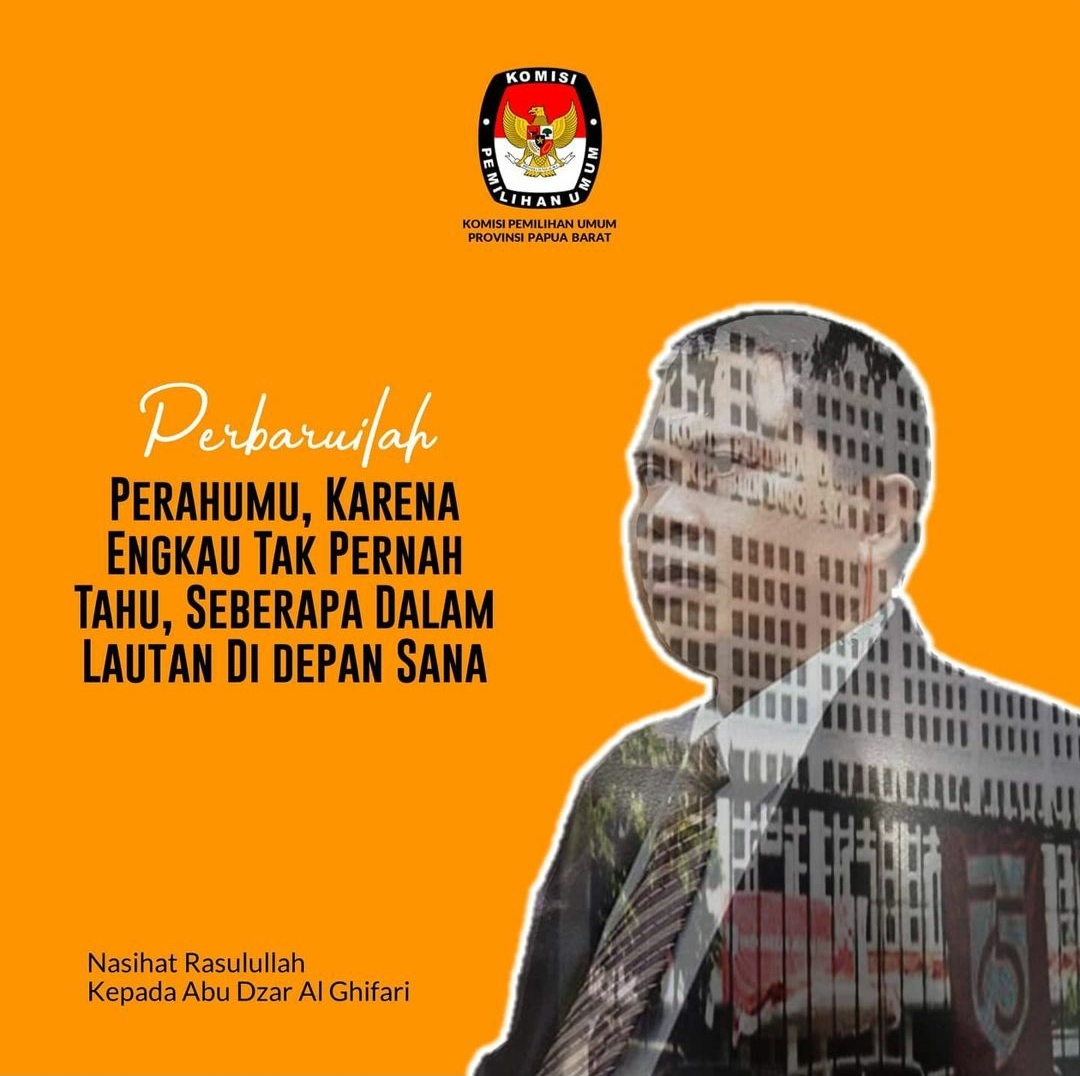 KOMISI
PEMILIHAN UMUM
KOMISI PEMILIHAN UMUM
PROVINSI PAPUA BARAT
Perbaruilah
PERAHUMU, KARENA
ENGKAU TAK PERNAH
TAHU, SEBERAPA DALAM
LAUTAN DI DEPAN SANA
Nasihat Rasulullah
Kepada Abu Dzar Al Ghifari
75